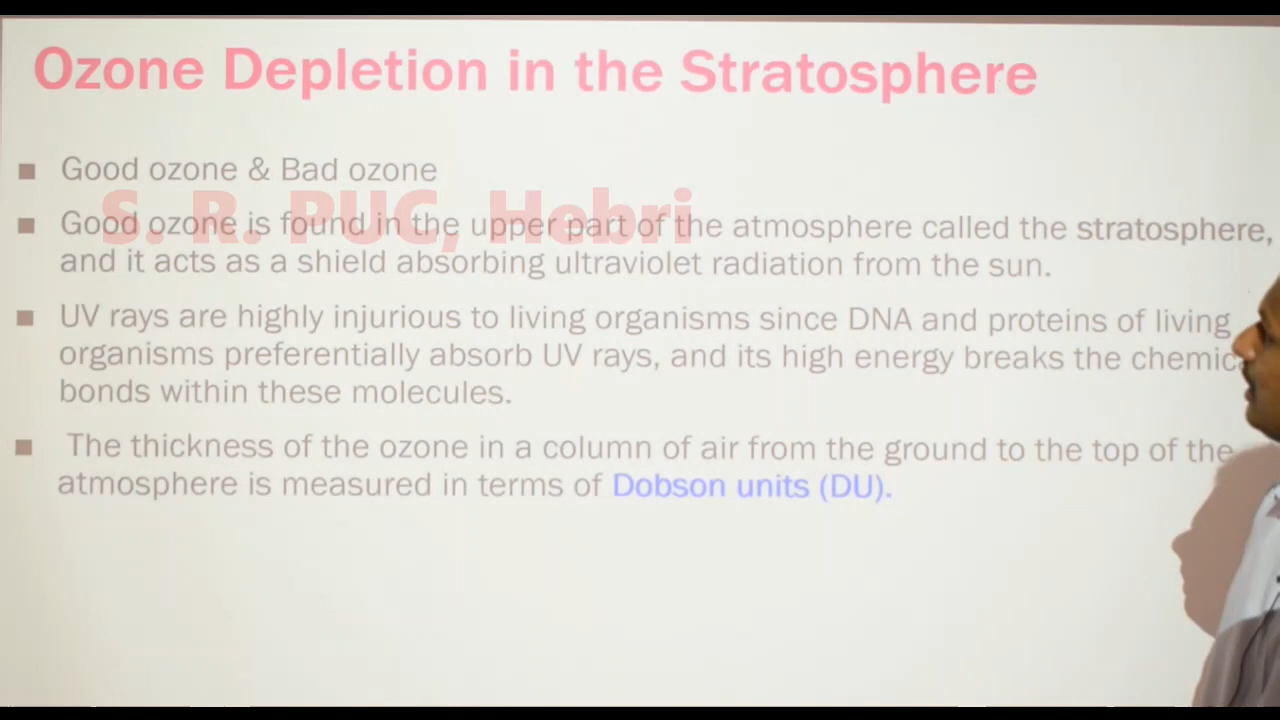 Ozone Depletion in the Stratosphere
■ Good ozone & Bad ozone
S. R. PUC, Hebri
■ Good ozone is found in the upper part of the atmosphere called the stratosphere,
and it acts as a shield absorbing ultraviolet radiation from the sun.
■ UV rays are highly injurious to living organisms since DNA and proteins of living
organisms preferentially absorb UV rays, and its high energy breaks the
bonds within these molecules.
■ The thickness of the ozone in a column of air from the ground to the top of the
atmosphere is measured in terms of Dobson units (DU).